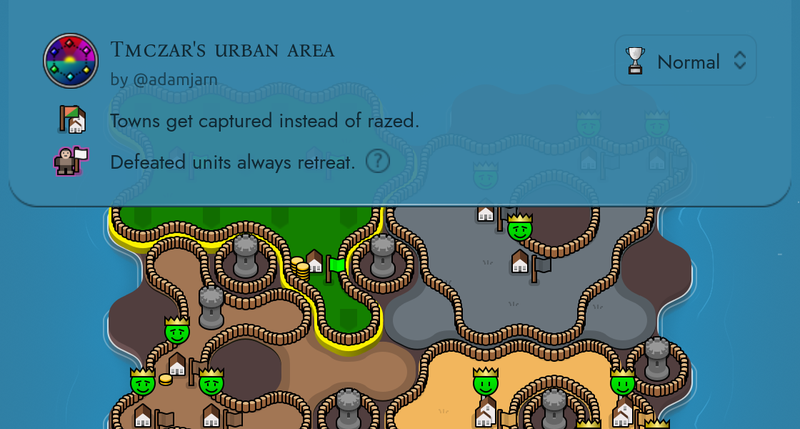 Tmczar's urban area
by @adamjarn
Normal
Towns get captured instead of razed.
Defeated units always retreat. ?